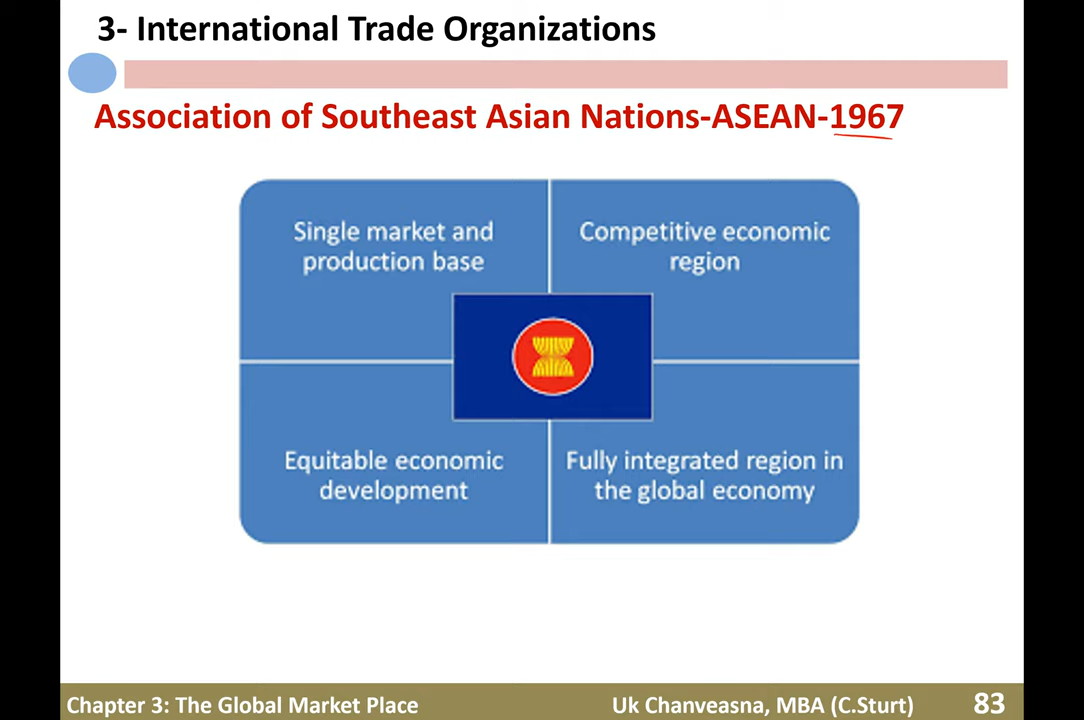 3- International Trade Organizations
Association of Southeast Asian Nations-ASEAN-1967
Single market and
production base
Competitive economic
region
Equitable economic
development
Fully integrated region in
the global economy
Chapter 3: The Global Market Place
Uk Chanveasna, MBA (C.Sturt)
83